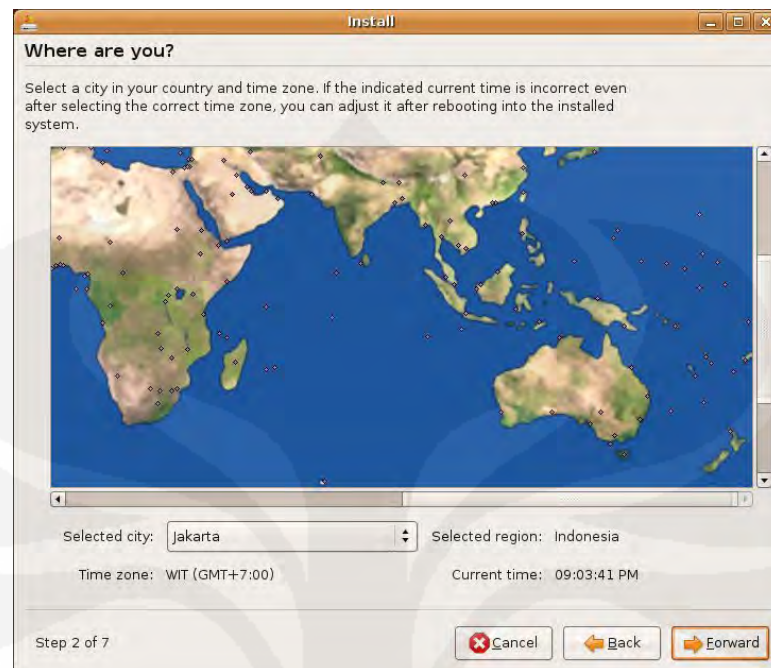 Install
Where are you?
Select a city in your country and time zone. If the indicated current time is incorrect even
after selecting the correct time zone, you can adjust it after rebooting into the installed
system.
Selected city: Jakarta Selected region: Indonesia
Time zone: WIT (GMT+7:00) Current time: 09:03:41 PM
Step 2 of 7 Cancel Back Forward